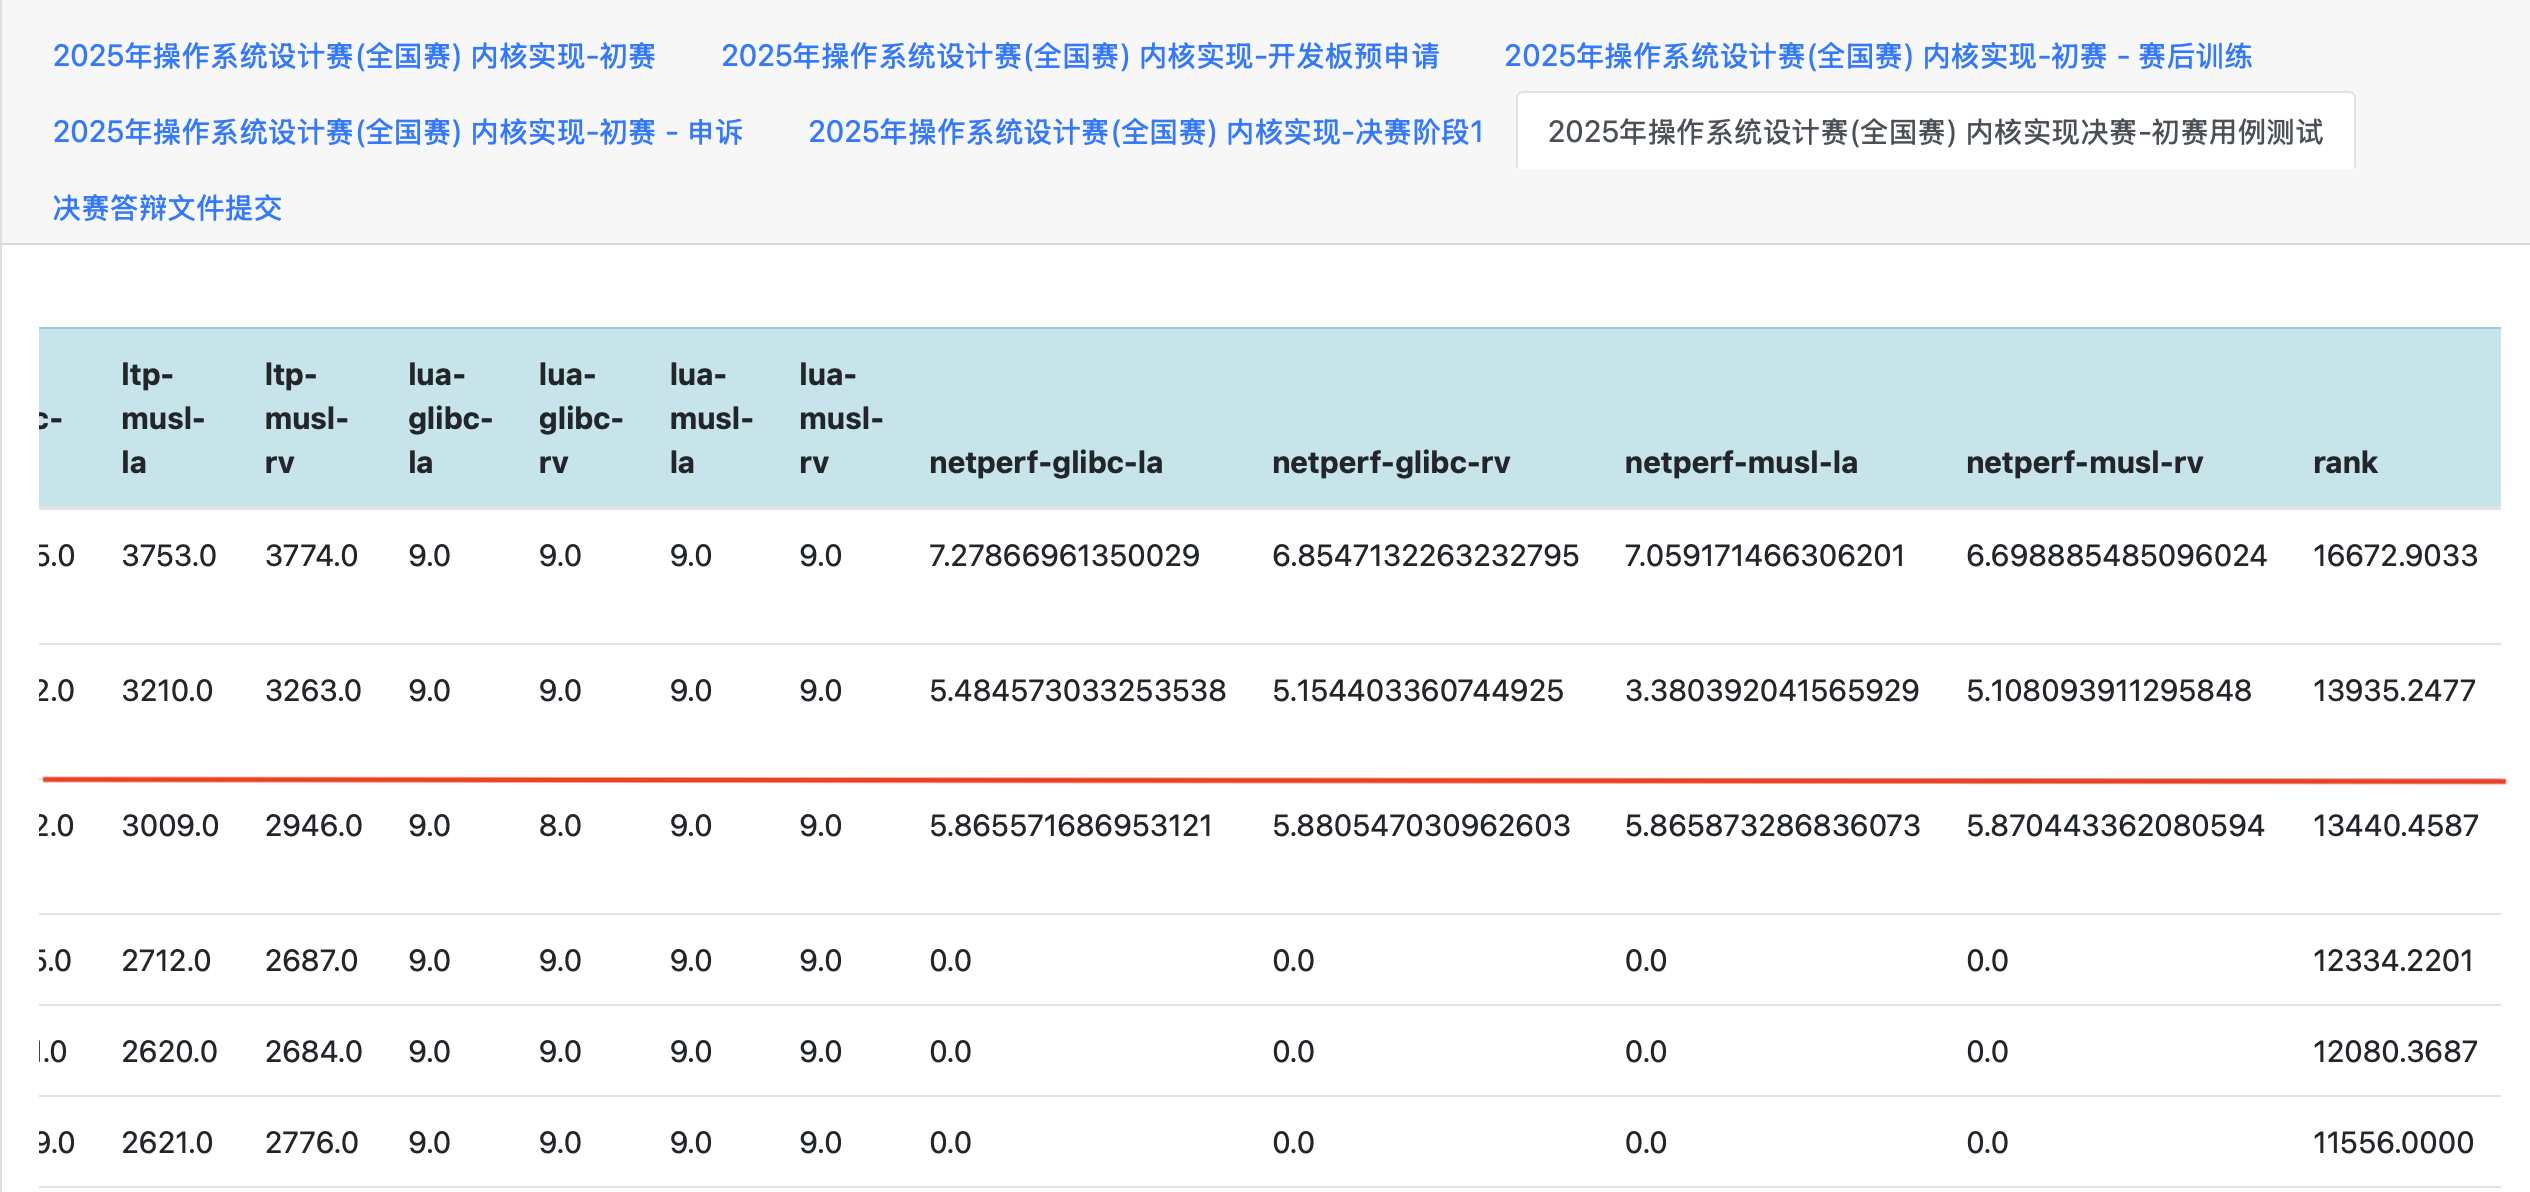 2025年操作系统设计赛(全国赛) 内核实现-初赛 2025年操作系统设计赛(全国赛) 内核实现-开发板预申请 2025年操作系统设计赛(全国赛) 内核实现-初赛 - 赛后训练
2025年操作系统设计赛(全国赛) 内核实现-初赛 - 申诉 2025年操作系统设计赛(全国赛) 内核实现-决赛阶段1 2025年操作系统设计赛(全国赛) 内核实现决赛-初赛用例测试
决赛答辩文件提交
ltp- ltp- lua- lua- lua- lua-
c- musl- musl- glibc- glibc- musl- musl-
la rv la rv la rv netperf-glibc-la netperf-glibc-rv netperf-musl-la netperf-musl-rv rank
5.0 3753.0 3774.0 9.0 9.0 9.0 9.0 7.27866961350029 6.8547132263232795 7.059171466306201 6.698885485096024 16672.9033
2.0 3210.0 3263.0 9.0 9.0 9.0 9.0 5.484573033253538 5.154403360744925 3.380392041565929 5.108093911295848 13935.2477
2.0 3009.0 2946.0 9.0 8.0 9.0 9.0 5.865571686953121 5.880547030962603 5.865873286836073 5.870443362080594 13440.4587
5.0 2712.0 2687.0 9.0 9.0 9.0 9.0 0.0 0.0 0.0 0.0 12334.2201
.0 2620.0 2684.0 9.0 9.0 9.0 9.0 0.0 0.0 0.0 0.0 12080.3687
9.0 2621.0 2776.0 9.0 9.0 9.0 9.0 0.0 0.0 0.0 0.0 11556.0000